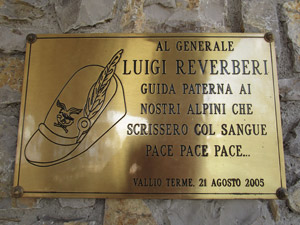 AL GENERALE
LUIGI REVERBERI
GUIDA PATERNA AI
NOSTRI ALPINI CHE
SCRISSERO COL SANGUE
PACE PACE PACE...
VALLIO TERME, 21 AGOSTO 2005